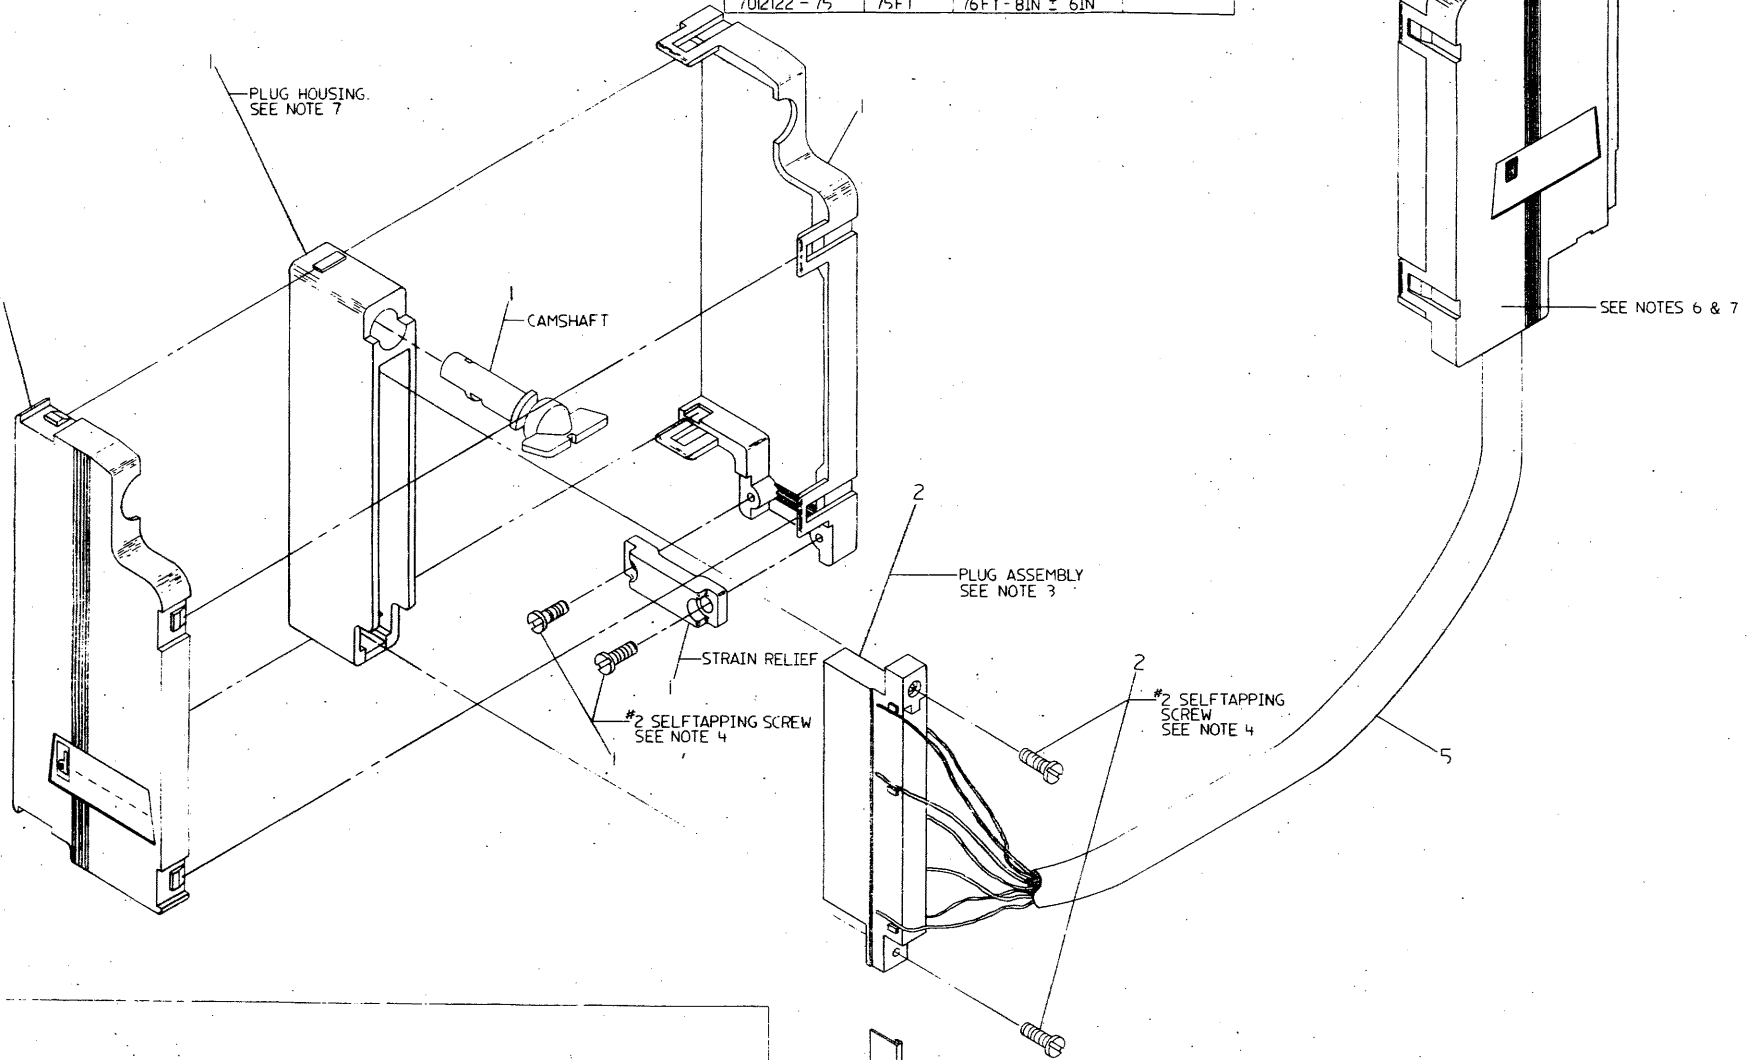 7012122-75 75FT 76FT-8IN ± 6IN
1
PLUG HOUSING.
SEE NOTE 7
1
1
CAMSHAFT
SEE NOTES 6 & 7
2
PLUG ASSEMBLY
SEE NOTE 3
STRAIN RELIEF
1
2
#2 SELFTAPPING SCREW
SEE NOTE 4
1
#2 SELFTAPPING
SCREW
SEE NOTE 4
5
2